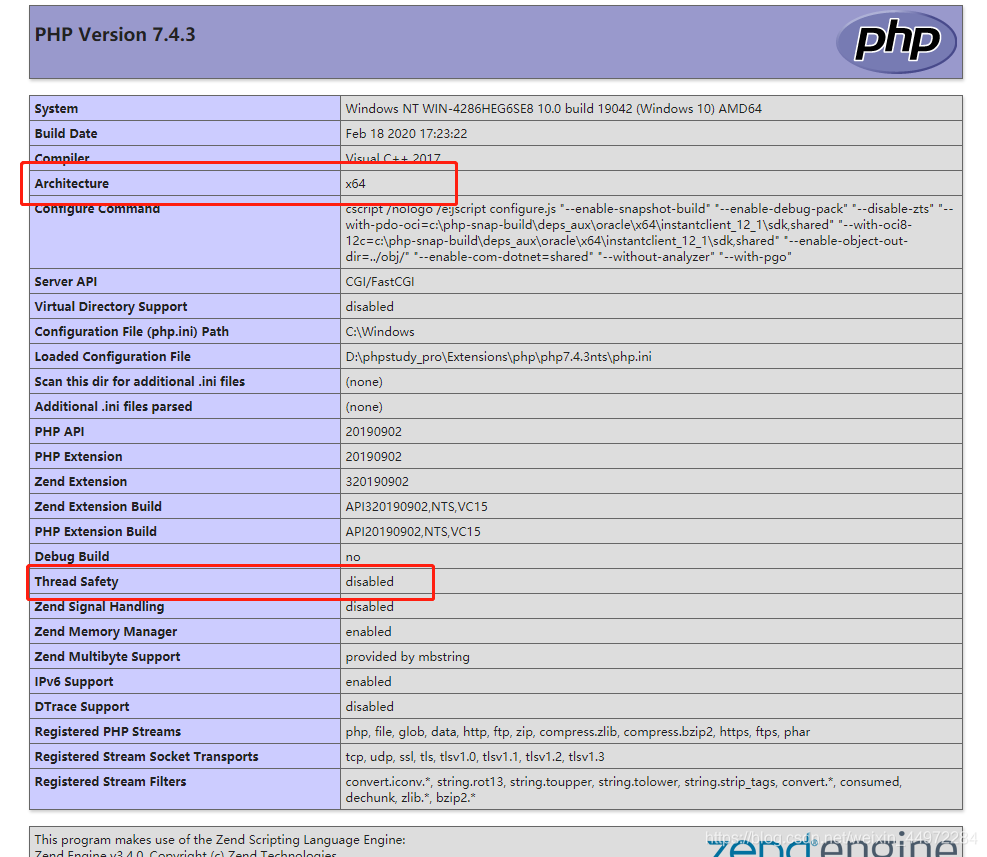 PHP Version 7.4.3
php
System Windows NT WIN-4286HEG6SE8 10.0 build 19042 (Windows 10) AMD64
Build Date Feb 18 2020 17:23:22
Compiler Visual C++ 2017
Architecture x64
Configure Command cscript /nologo /e:jscript configure.js "--enable-snapshot-build" "--enable-debug-pack" "--disable-zts" "--
with-pdo-oci=c:\php-snap-build\deps_aux\oracle\x64\instantclient_12_1\sdk,shared" "--with-oci8-
12c=c:\php-snap-build\deps_aux\oracle\x64\instantclient_12_1\sdk,shared" "--enable-object-out-
dir=../obj/" "--enable-com-dotnet=shared" "--without-analyzer" "--with-pgo"
Server API CGI/FastCGI
Virtual Directory Support disabled
Configuration File (php.ini) Path C:\Windows
Loaded Configuration File D:\phpstudy_pro\Extensions\php\php7.4.3nts\php.ini
Scan this dir for additional .ini files (none)
Additional .ini files parsed (none)
PHP API 20190902
PHP Extension 20190902
Zend Extension 320190902
Zend Extension Build API320190902,NTS,VC15
PHP Extension Build API20190902,NTS,VC15
Debug Build no
Thread Safety disabled
Zend Signal Handling disabled
Zend Memory Manager enabled
Zend Multibyte Support provided by mbstring
IPv6 Support enabled
DTrace Support disabled
Registered PHP Streams php, file, glob, data, http, ftp, zip, compress.zlib, compress.bzip2, https, ftps, phar
Registered Stream Socket Transports tcp, udp, ssl, tls, tlsv1.0, tlsv1.1, tlsv1.2, tlsv1.3
Registered Stream Filters convert.iconv.*, string.rot13, string.toupper, string.tolower, string.strip_tags, convert.*, consumed,
dechunk, zlib.*, bzip2.*
This program makes use of the Zend Scripting Language Engine:
Zend Engine v3.4.0, Copyright (c) Zend Technologies
zend engine
https://blog.csdn.net/weixin_44972284